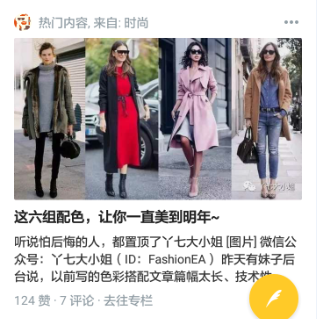 热门内容, 来自: 时尚
这六组配色，让你一直美到明年~
听说怕后悔的人，都置顶了丫七大小姐 [图片] 微信公
众号：丫七大小姐（ID：FashionEA）昨天有妹子后
台说，以前写的色彩搭配文章篇幅太长、技术性
124 赞 · 7 评论 · 去往专栏